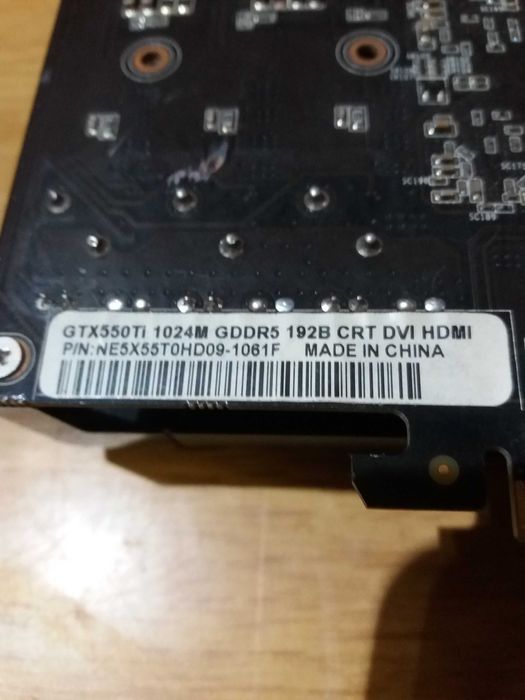 GTX550Ti 1024M GDDR5 192B CRT DVI HDMI
P/N:NE5X55T0HD09-1061F MADE IN CHINA